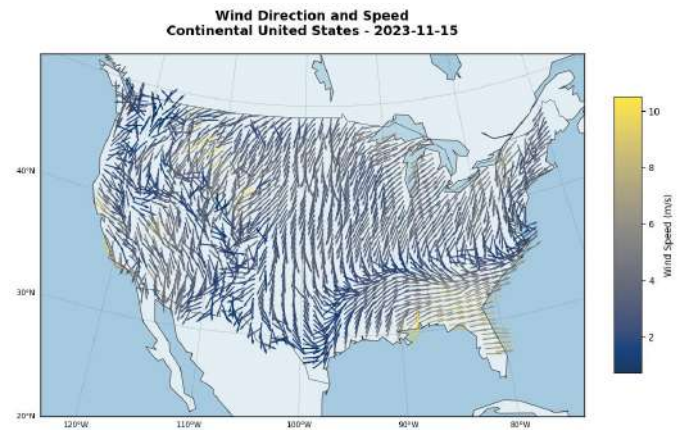 Wind Direction and Speed
Continental United States - 2023-11-15
40°N
30°N
20°N
120°W
110°W
100°W
90°W
80°W
10
8
6
4
2
Wind Speed (m/s)